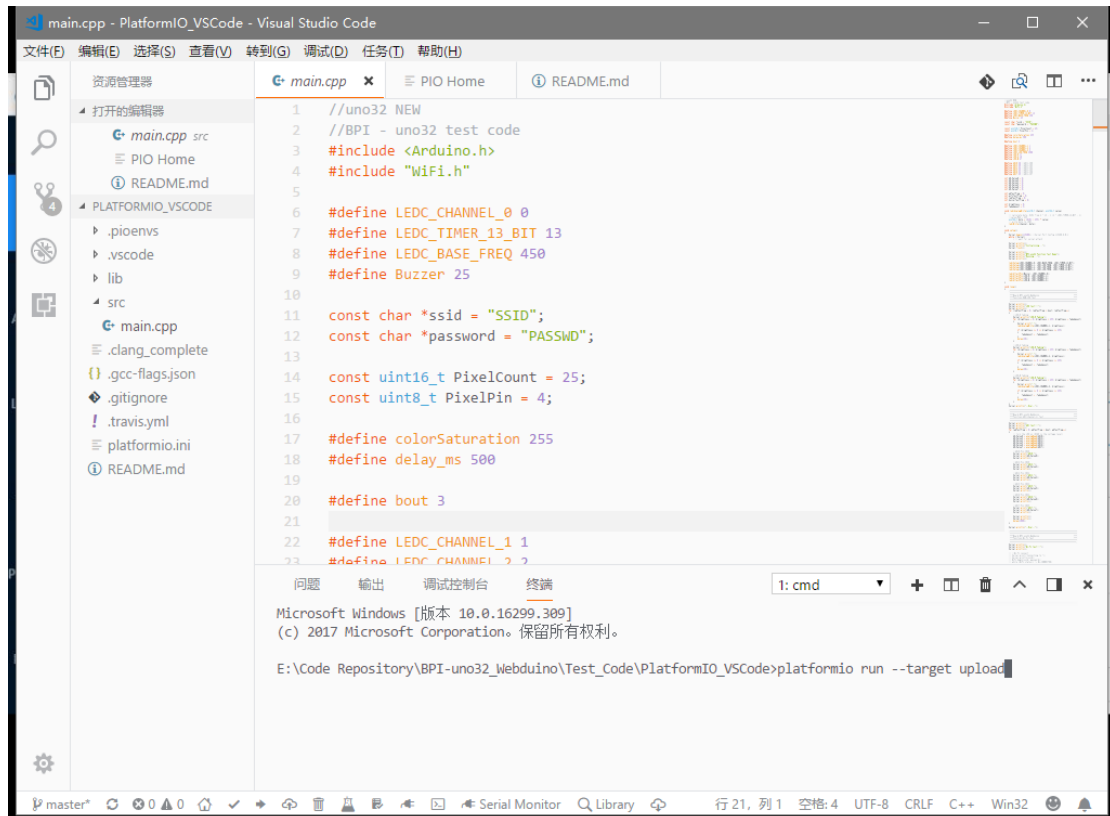 main.cpp - PlatformIO_VSCode - Visual Studio Code
文件(F) 编辑(E) 选择(S) 查看(V) 转到(G) 调试(D) 任务(T) 帮助(H)
资源管理器
打开的编辑器
main.cpp src
PIO Home
README.md
4
PLATFORMIO_VSCODE
.pioenvs
.vscode
lib
src
main.cpp
.clang_complete
{} .gcc-flags.json
.gitignore
! .travis.yml
platformio.ini
README.md
main.cpp PIO Home README.md
1 //uno32 NEW
2 //BPI - uno32 test code
3 #include <Arduino.h>
4 #include "WiFi.h"
5
6 #define LEDC_CHANNEL_0 0
7 #define LEDC_TIMER_13_BIT 13
8 #define LEDC_BASE_FREQ 450
9 #define Buzzer 25
10
11 const char *ssid = "SSID";
12 const char *password = "PASSWD";
13
14 const uint16_t PixelCount = 25;
15 const uint8_t PixelPin = 4;
16
17 #define colorSaturation 255
18 #define delay_ms 500
19
20 #define bout 3
21
22 #define LEDC_CHANNEL_1 1
23 #define LEDC_CHANNEL_2 2
问题 输出 调试控制台 终端 1: cmd
Microsoft Windows [版本 10.0.16299.309]
(c) 2017 Microsoft Corporation。保留所有权利。
E:\Code Repository\BPI-uno32_Webduino\Test_Code\PlatformIO_VSCode>platformio run --target upload
master* 0 0 Serial Monitor Library 行 21，列 1 空格: 4 UTF-8 CRLF C++ Win32